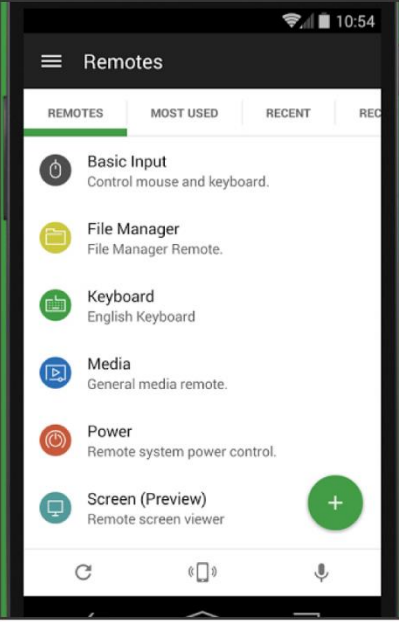 10:54
Remotes
REMOTES MOST USED RECENT REC
Basic Input
Control mouse and keyboard.
File Manager
File Manager Remote.
Keyboard
English Keyboard
Media
General media remote.
Power
Remote system power control.
Screen (Preview)
Remote screen viewer